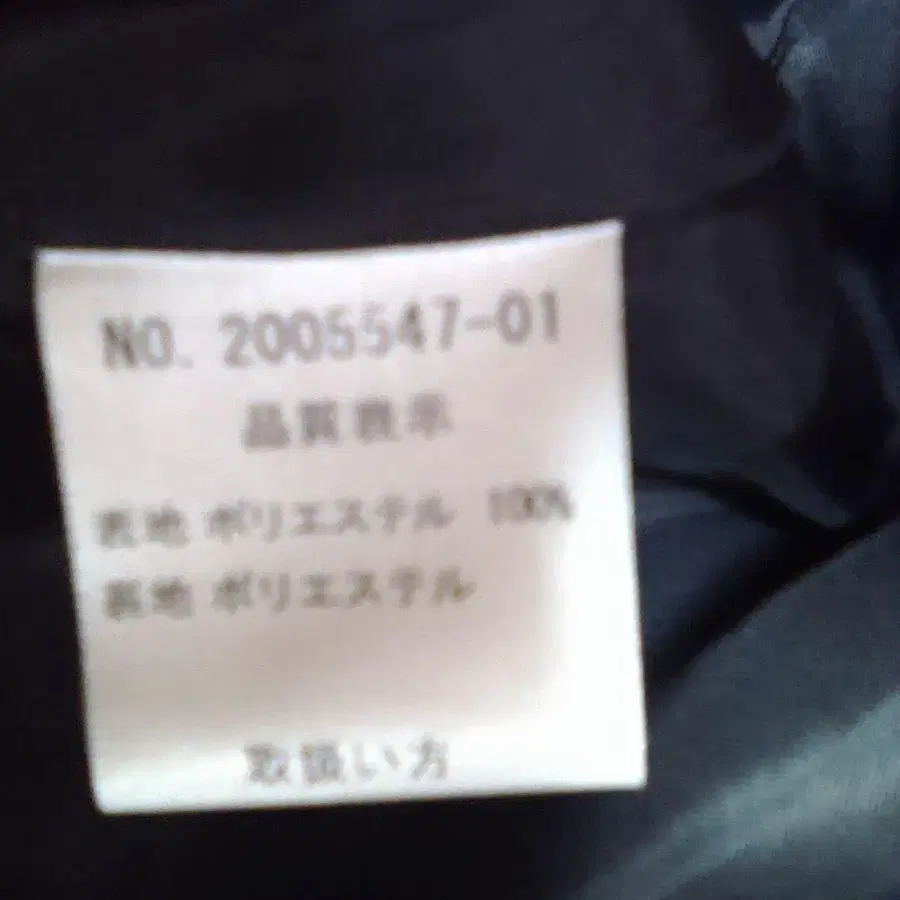 NO. 2005547-01
品質表示
表地 ポリエステル 100%
裏地 ポリエステル
取扱い方